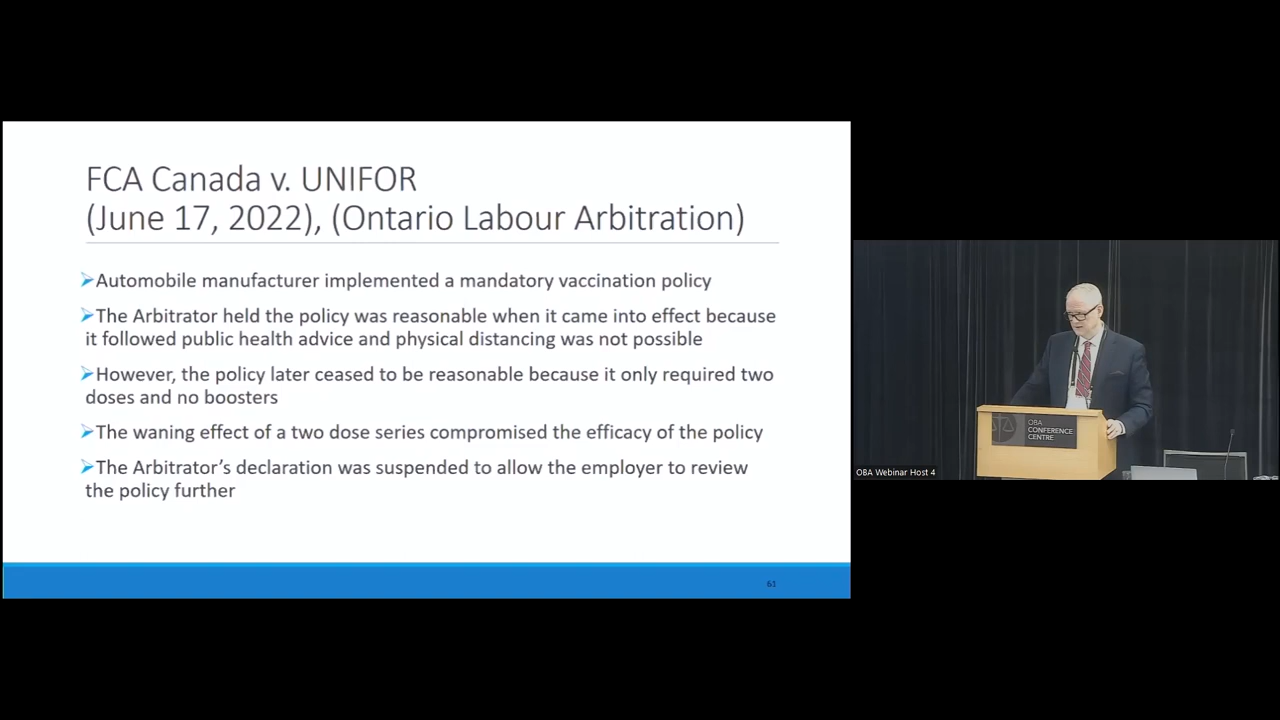 FCA Canada v. UNIFOR
(June 17, 2022), (Ontario Labour Arbitration)
Automobile manufacturer implemented a mandatory vaccination policy
The Arbitrator held the policy was reasonable when it came into effect because
it followed public health advice and physical distancing was not possible
However, the policy later ceased to be reasonable because it only required two
doses and no boosters
The waning effect of a two dose series compromised the efficacy of the policy
The Arbitrator's declaration was suspended to allow the employer to review
the policy further
61
OBA
CONFERENCE
CENTRE
OBA Webinar Host 4